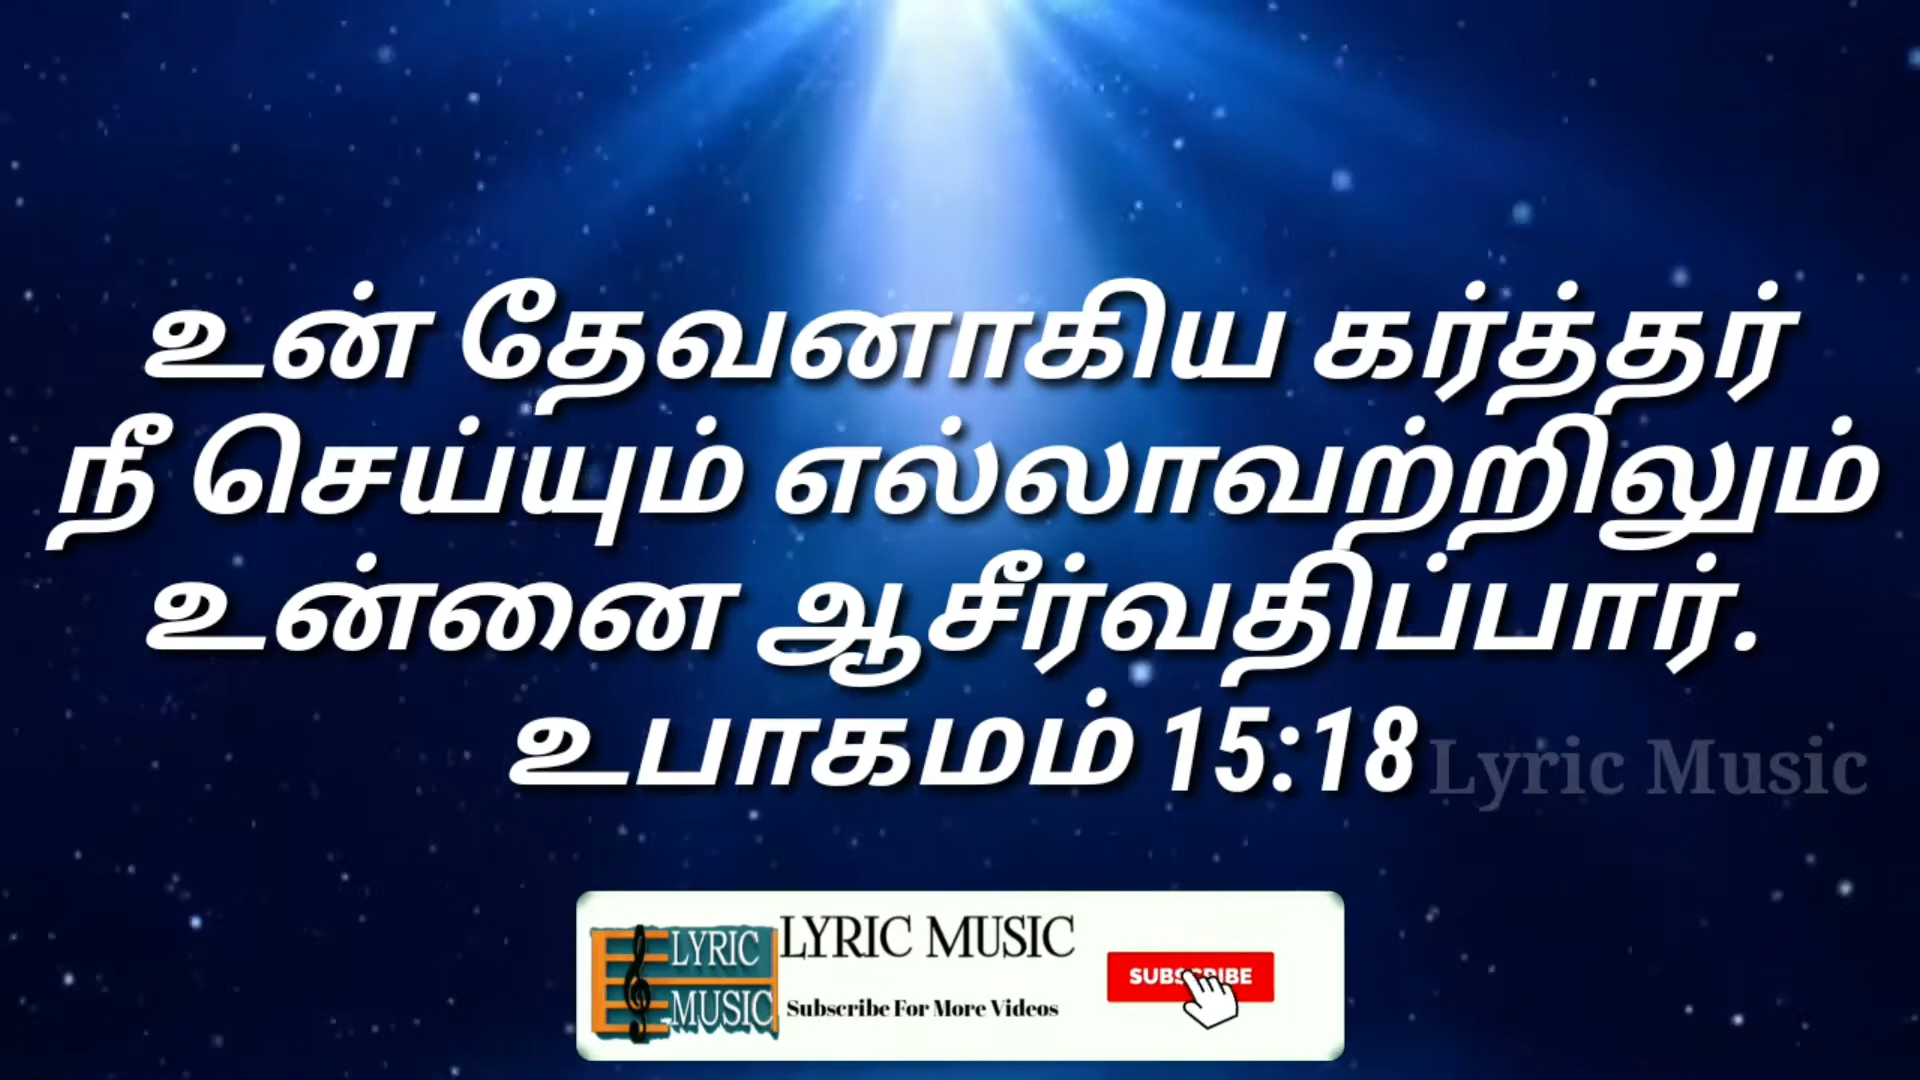 உன் தேவனாகிய கர்த்தர்
நீ செய்யும் எல்லாவற்றிலும்
உன்னை ஆசீர்வதிப்பார்.
உபாகமம் 15:18
Lyric Music
LYRIC
MUSIC
LYRIC MUSIC
Subscribe For More Videos
SUBSCRIBE